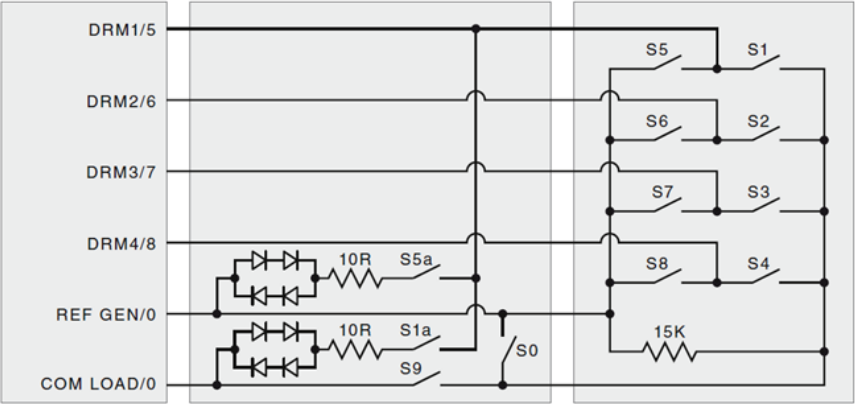 DRM1/5
S5 S1
DRM2/6
S6 S2
DRM3/7
S7 S3
DRM4/8
10R S5a
S8 S4
REF GEN/0
10R S1a
15K
S0
S9
COM LOAD/0